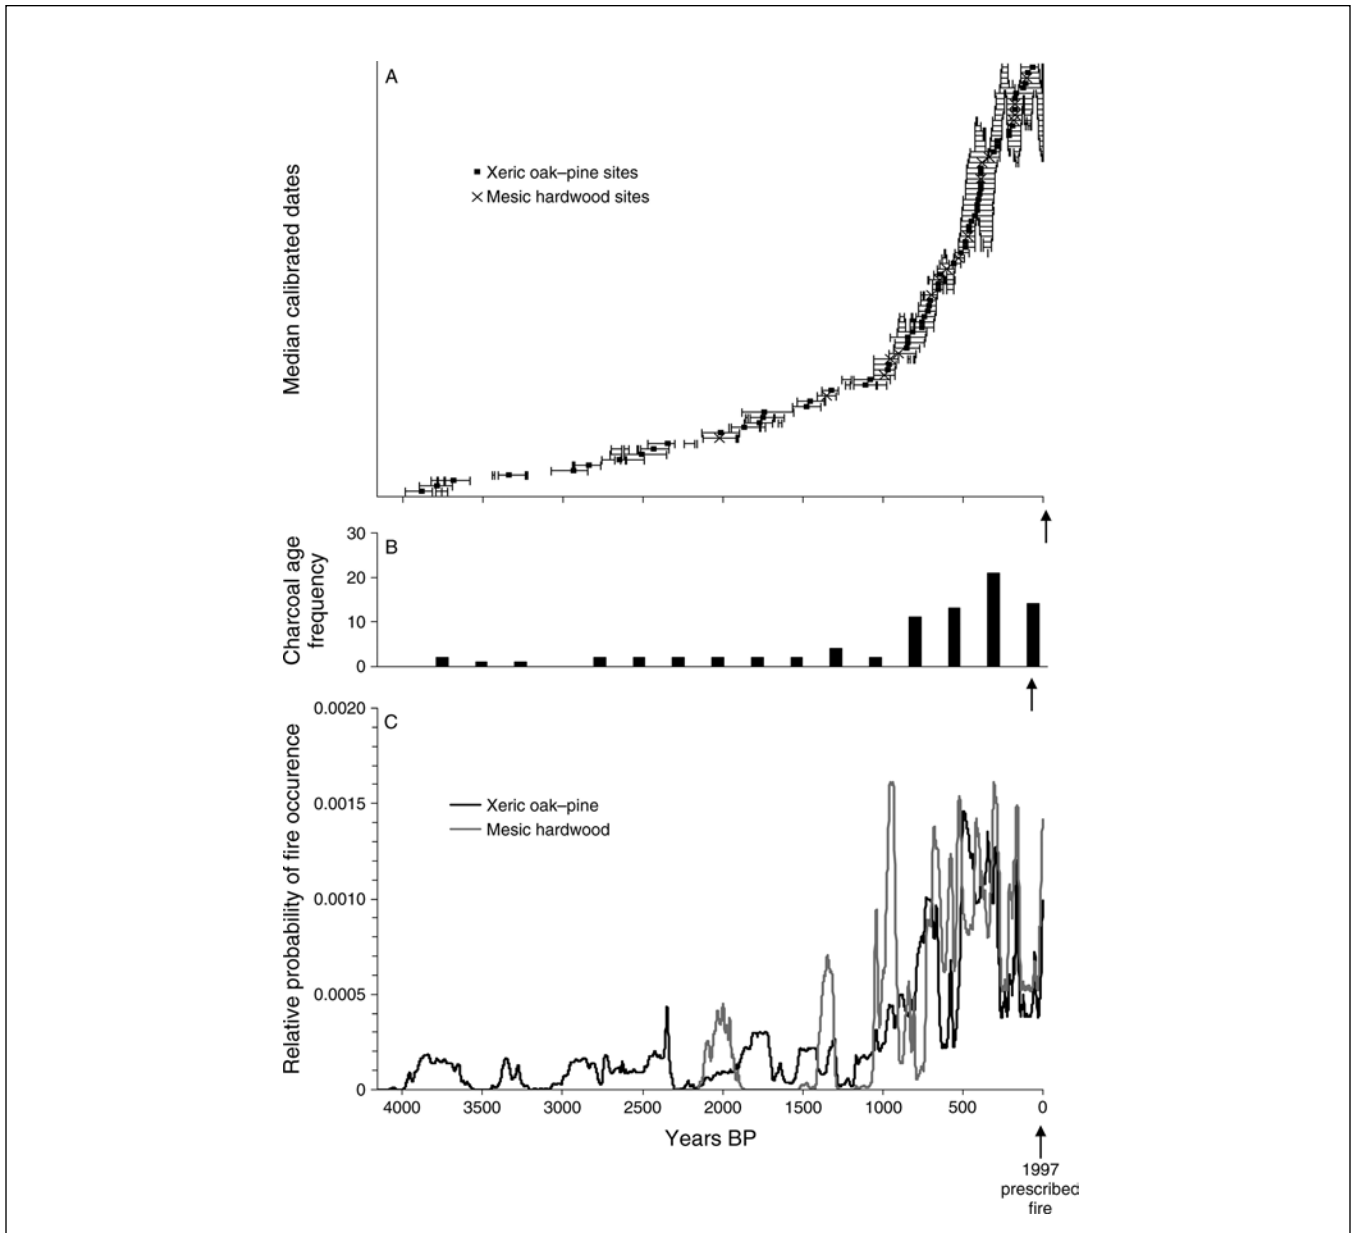 A
Median calibrated dates
Xeric oak–pine sites
Mesic hardwood sites
B
Charcoal age
frequency
30
20
10
0
C
Relative probability of fire occurence
0.0020
0.0015
0.0010
0.0005
0
Xeric oak–pine
Mesic hardwood
4000 3500 3000 2500 2000 1500 1000 500 0
Years BP
1997
prescribed
fire